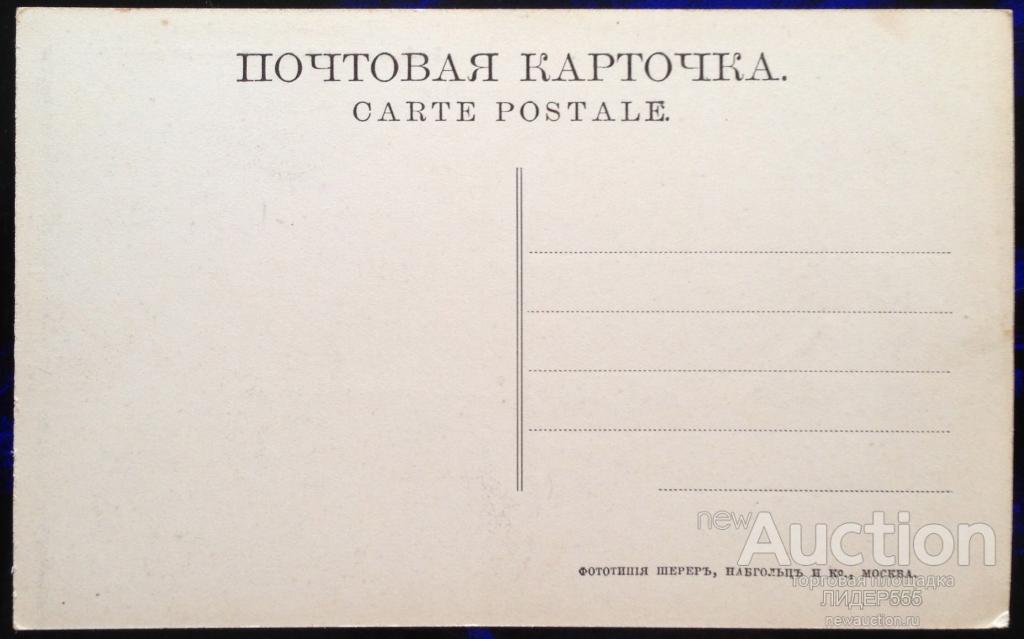 ПОЧТОВАЯ КАРТОЧКА.
CARTE POSTALE.
ФОТОТИПІЯ ШЕРЕРЪ, НАБГОЛЬЦЪ И Ко., МОСКВА.
newAuction
торговая площадка
ЛИДЕР555
newauction.ru